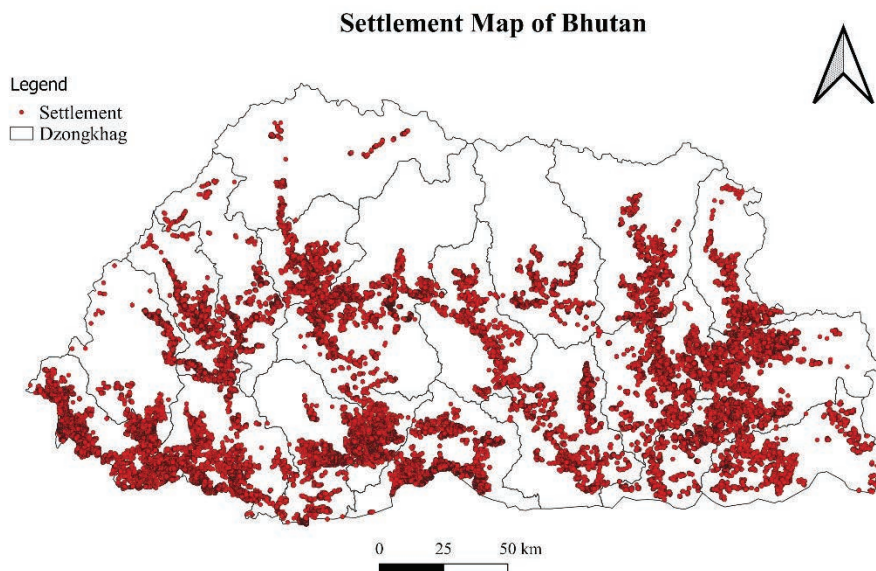 Settlement Map of Bhutan
Legend
Settlement
Dzongkhag
0 25 50 km